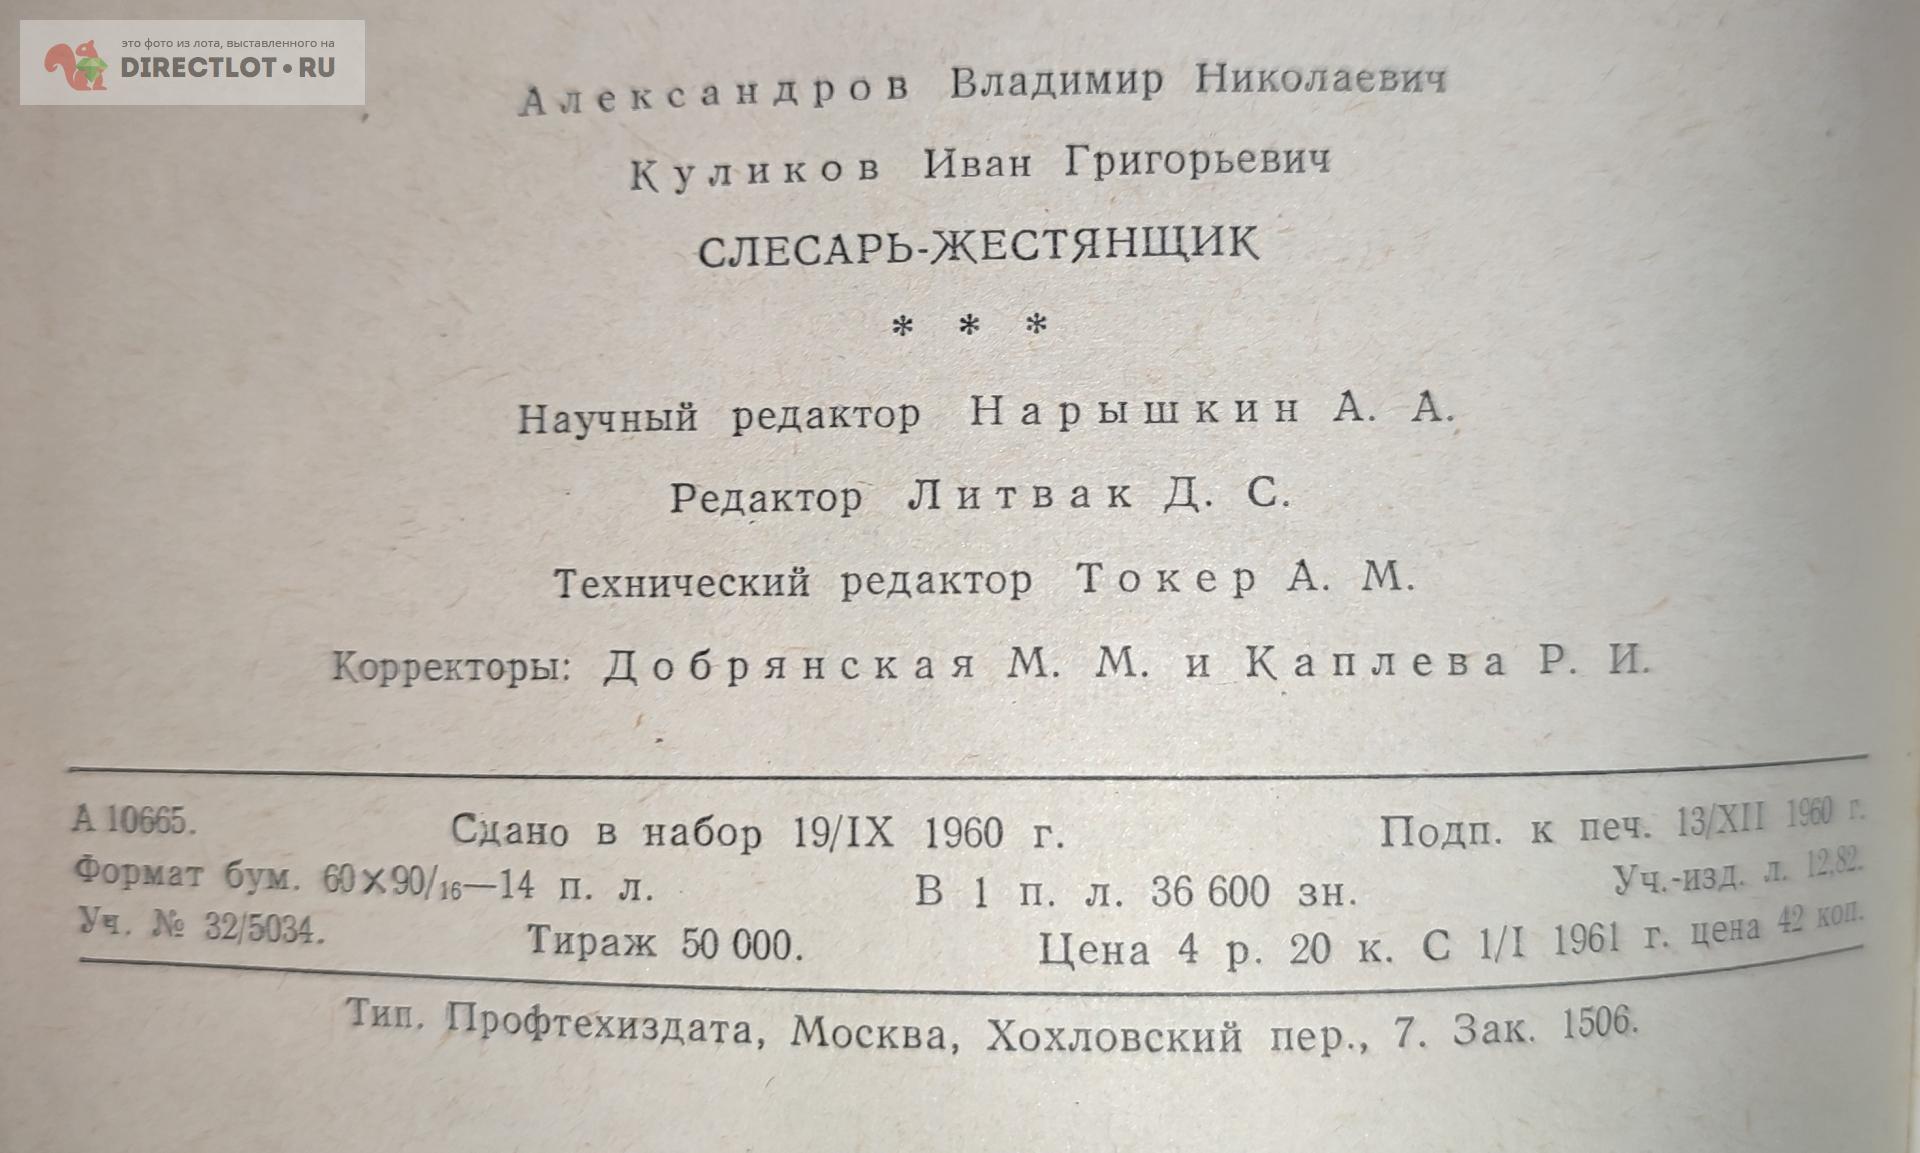 это фото из лота, выставленного на
DIRECTLOT•RU
Александров Владимир Николаевич
Куликов Иван Григорьевич
СЛЕСАРЬ-ЖЕСТЯНЩИК
* * *
Научный редактор Нарышкин А. А.
Редактор Литвак Д. С.
Технический редактор Токер А. М.
Корректоры: Добрянская М. М. и Каплева Р. И.
А 10665. Сдано в набор 19/IX 1960 г. Подп. к печ. 13/XII 1960 г.
Формат бум. 60×90/16—14 п. л. В 1 п. л. 36 600 зн. Уч.-изд. л. 12,82.
Уч. № 32/5034. Тираж 50 000. Цена 4 р. 20 к. С 1/I 1961 г. цена 42 коп.
Тип. Профтехиздата, Москва, Хохловский пер., 7. Зак. 1506.